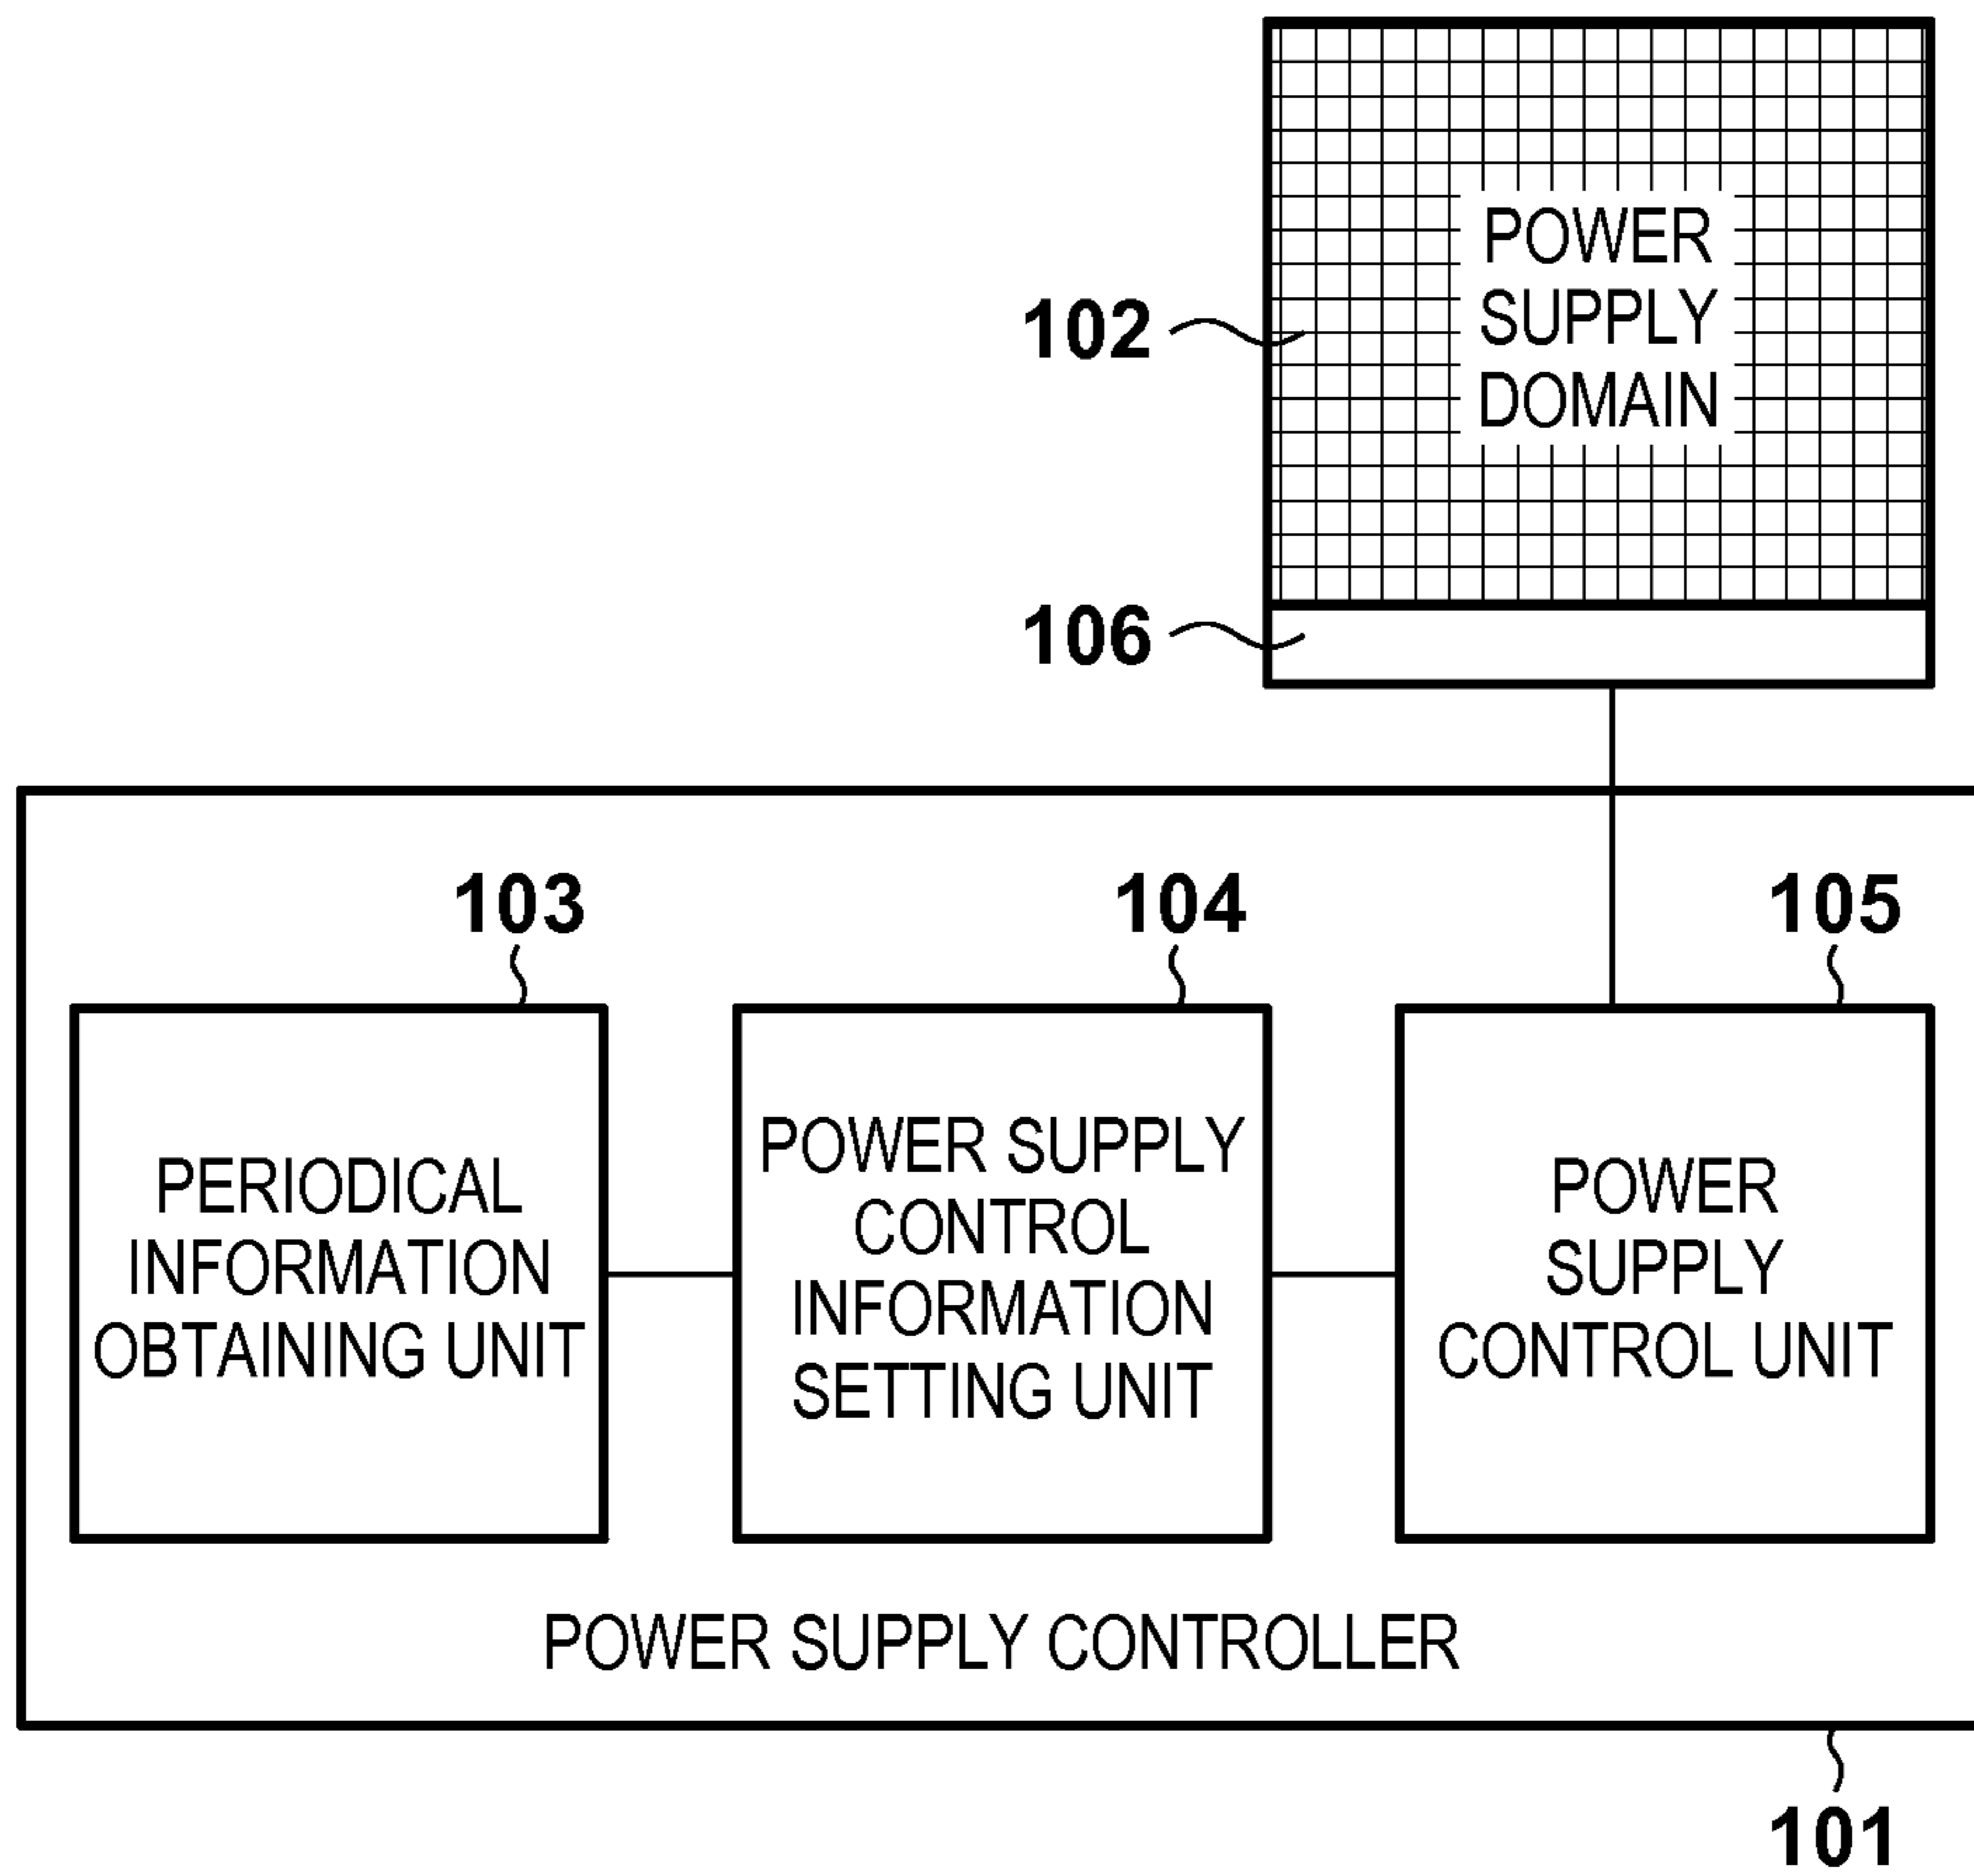 POWER
SUPPLY
DOMAIN
102
106
103
104
105
PERIODICAL
INFORMATION
OBTAINING UNIT
POWER SUPPLY
CONTROL
INFORMATION
SETTING UNIT
POWER
SUPPLY
CONTROL UNIT
POWER SUPPLY CONTROLLER
101